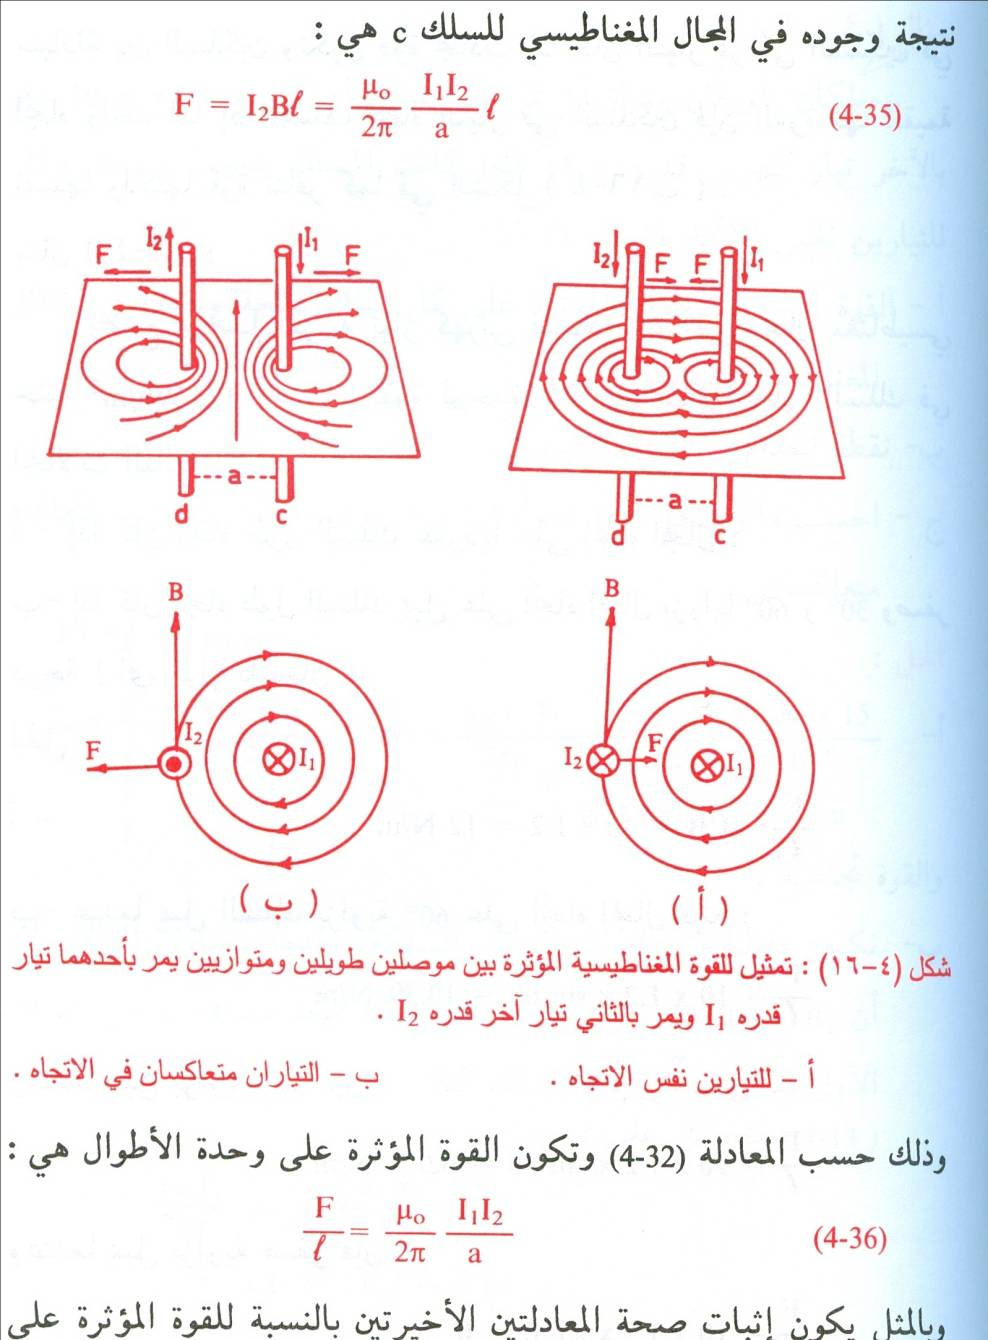 نتيجة وجوده في المجال المغناطيسي للسلك c هي :
F = I₂Bℓ = μ₀/2π I₁I₂/a ℓ (4-35)
I₂ I₁
F F
a
d c
I₂ F F I₁
a
d c
B
I₂
F I₁
(ب)
B
I₂ F I₁
(أ)
شكل (٤-١٦) : تمثيل للقوة المغناطيسية المؤثرة بين موصلين طويلين ومتوازيين يمر بأحدهما تيار
قدره I₁ ويمر بالثاني تيار آخر قدره I₂ .
أ – للتيارين نفس الاتجاه . ب – التياران متعاكسان في الاتجاه .
وذلك حسب المعادلة (4-32) وتكون القوة المؤثرة على وحدة الأطوال هي :
F/ℓ = μ₀/2π I₁I₂/a (4-36)
وبالمثل يكون إثبات صحة المعادلتين الأخيرتين بالنسبة للقوة المؤثرة على